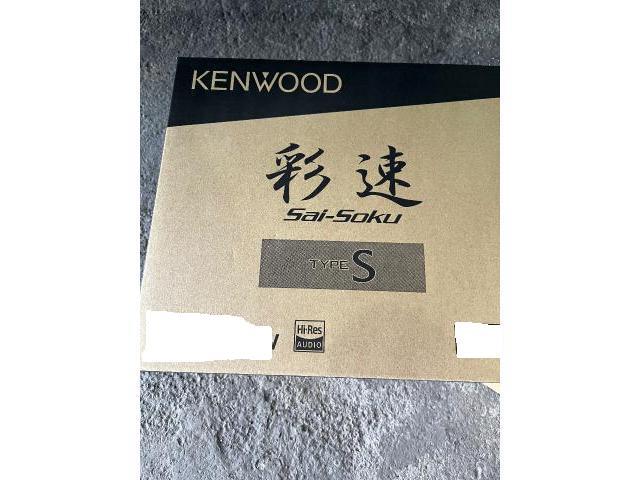 KENWOOD
彩速
Sai-Soku
TYPE S
Hi-Res
AUDIO